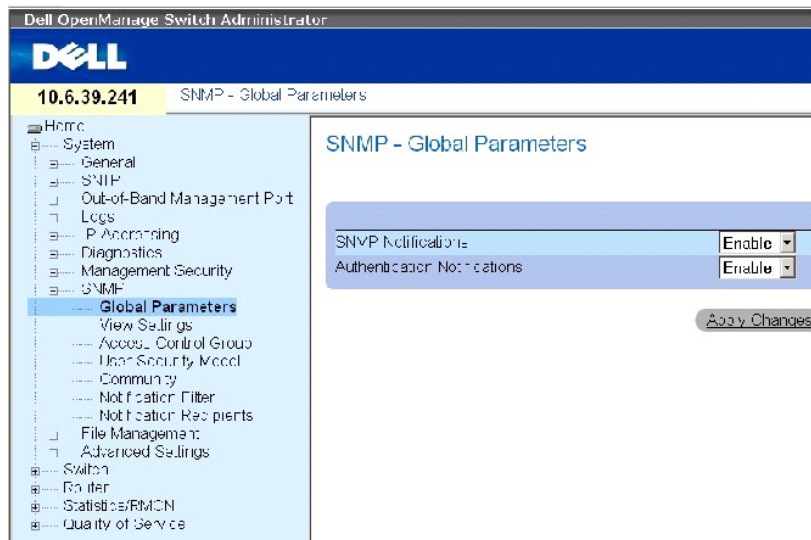 Dell OpenManage Switch Administrator
DELL
10.6.39.241
SNMP - Global Parameters
Home
System
General
SNTP
Out-of-Band Management Port
Logs
IP Addressing
Diagnostics
Management Security
SNMP
Global Parameters
View Settings
Access Control Group
User Security Model
Community
Notification Filter
Notification Recipients
File Management
Advanced Settings
Switch
Router
Statistics/RMON
Quality of Service
SNMP - Global Parameters
SNMP Notifications Enable
Authentication Notifications Enable
Apply Changes